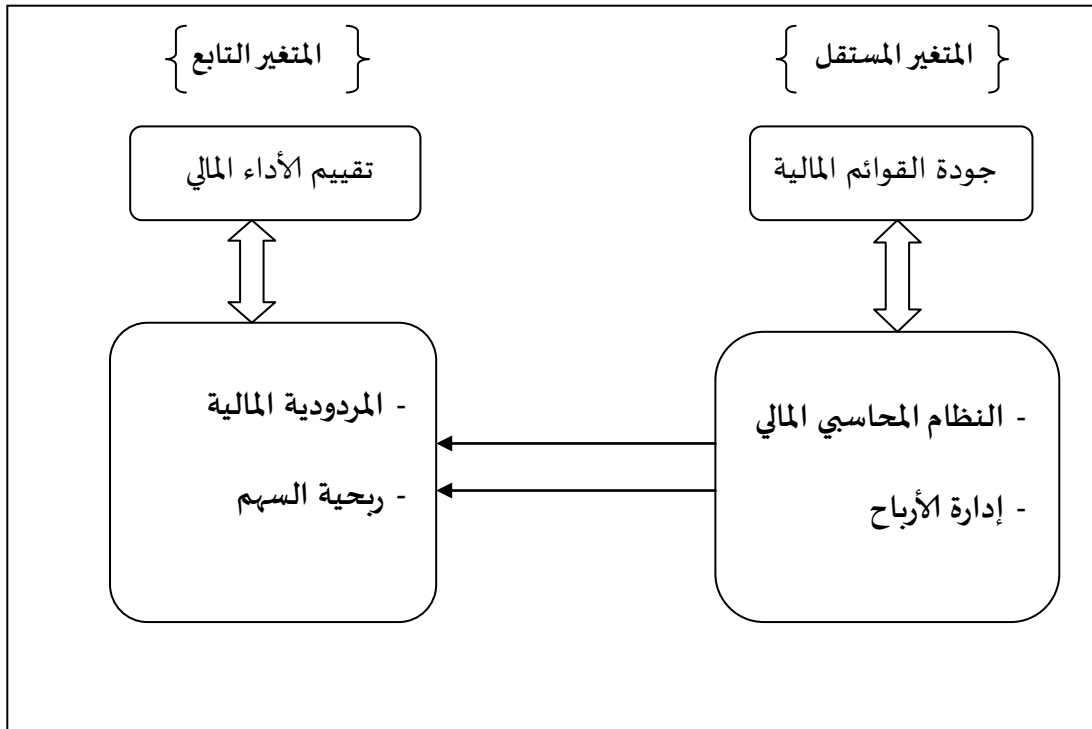 { المتغير المستقل }
{ المتغير التابع }
جودة القوائم المالية
تقييم الأداء المالي
- النظام المحاسبي المالي
- إدارة الأرباح
- المردودية المالية
- ربحية السهم